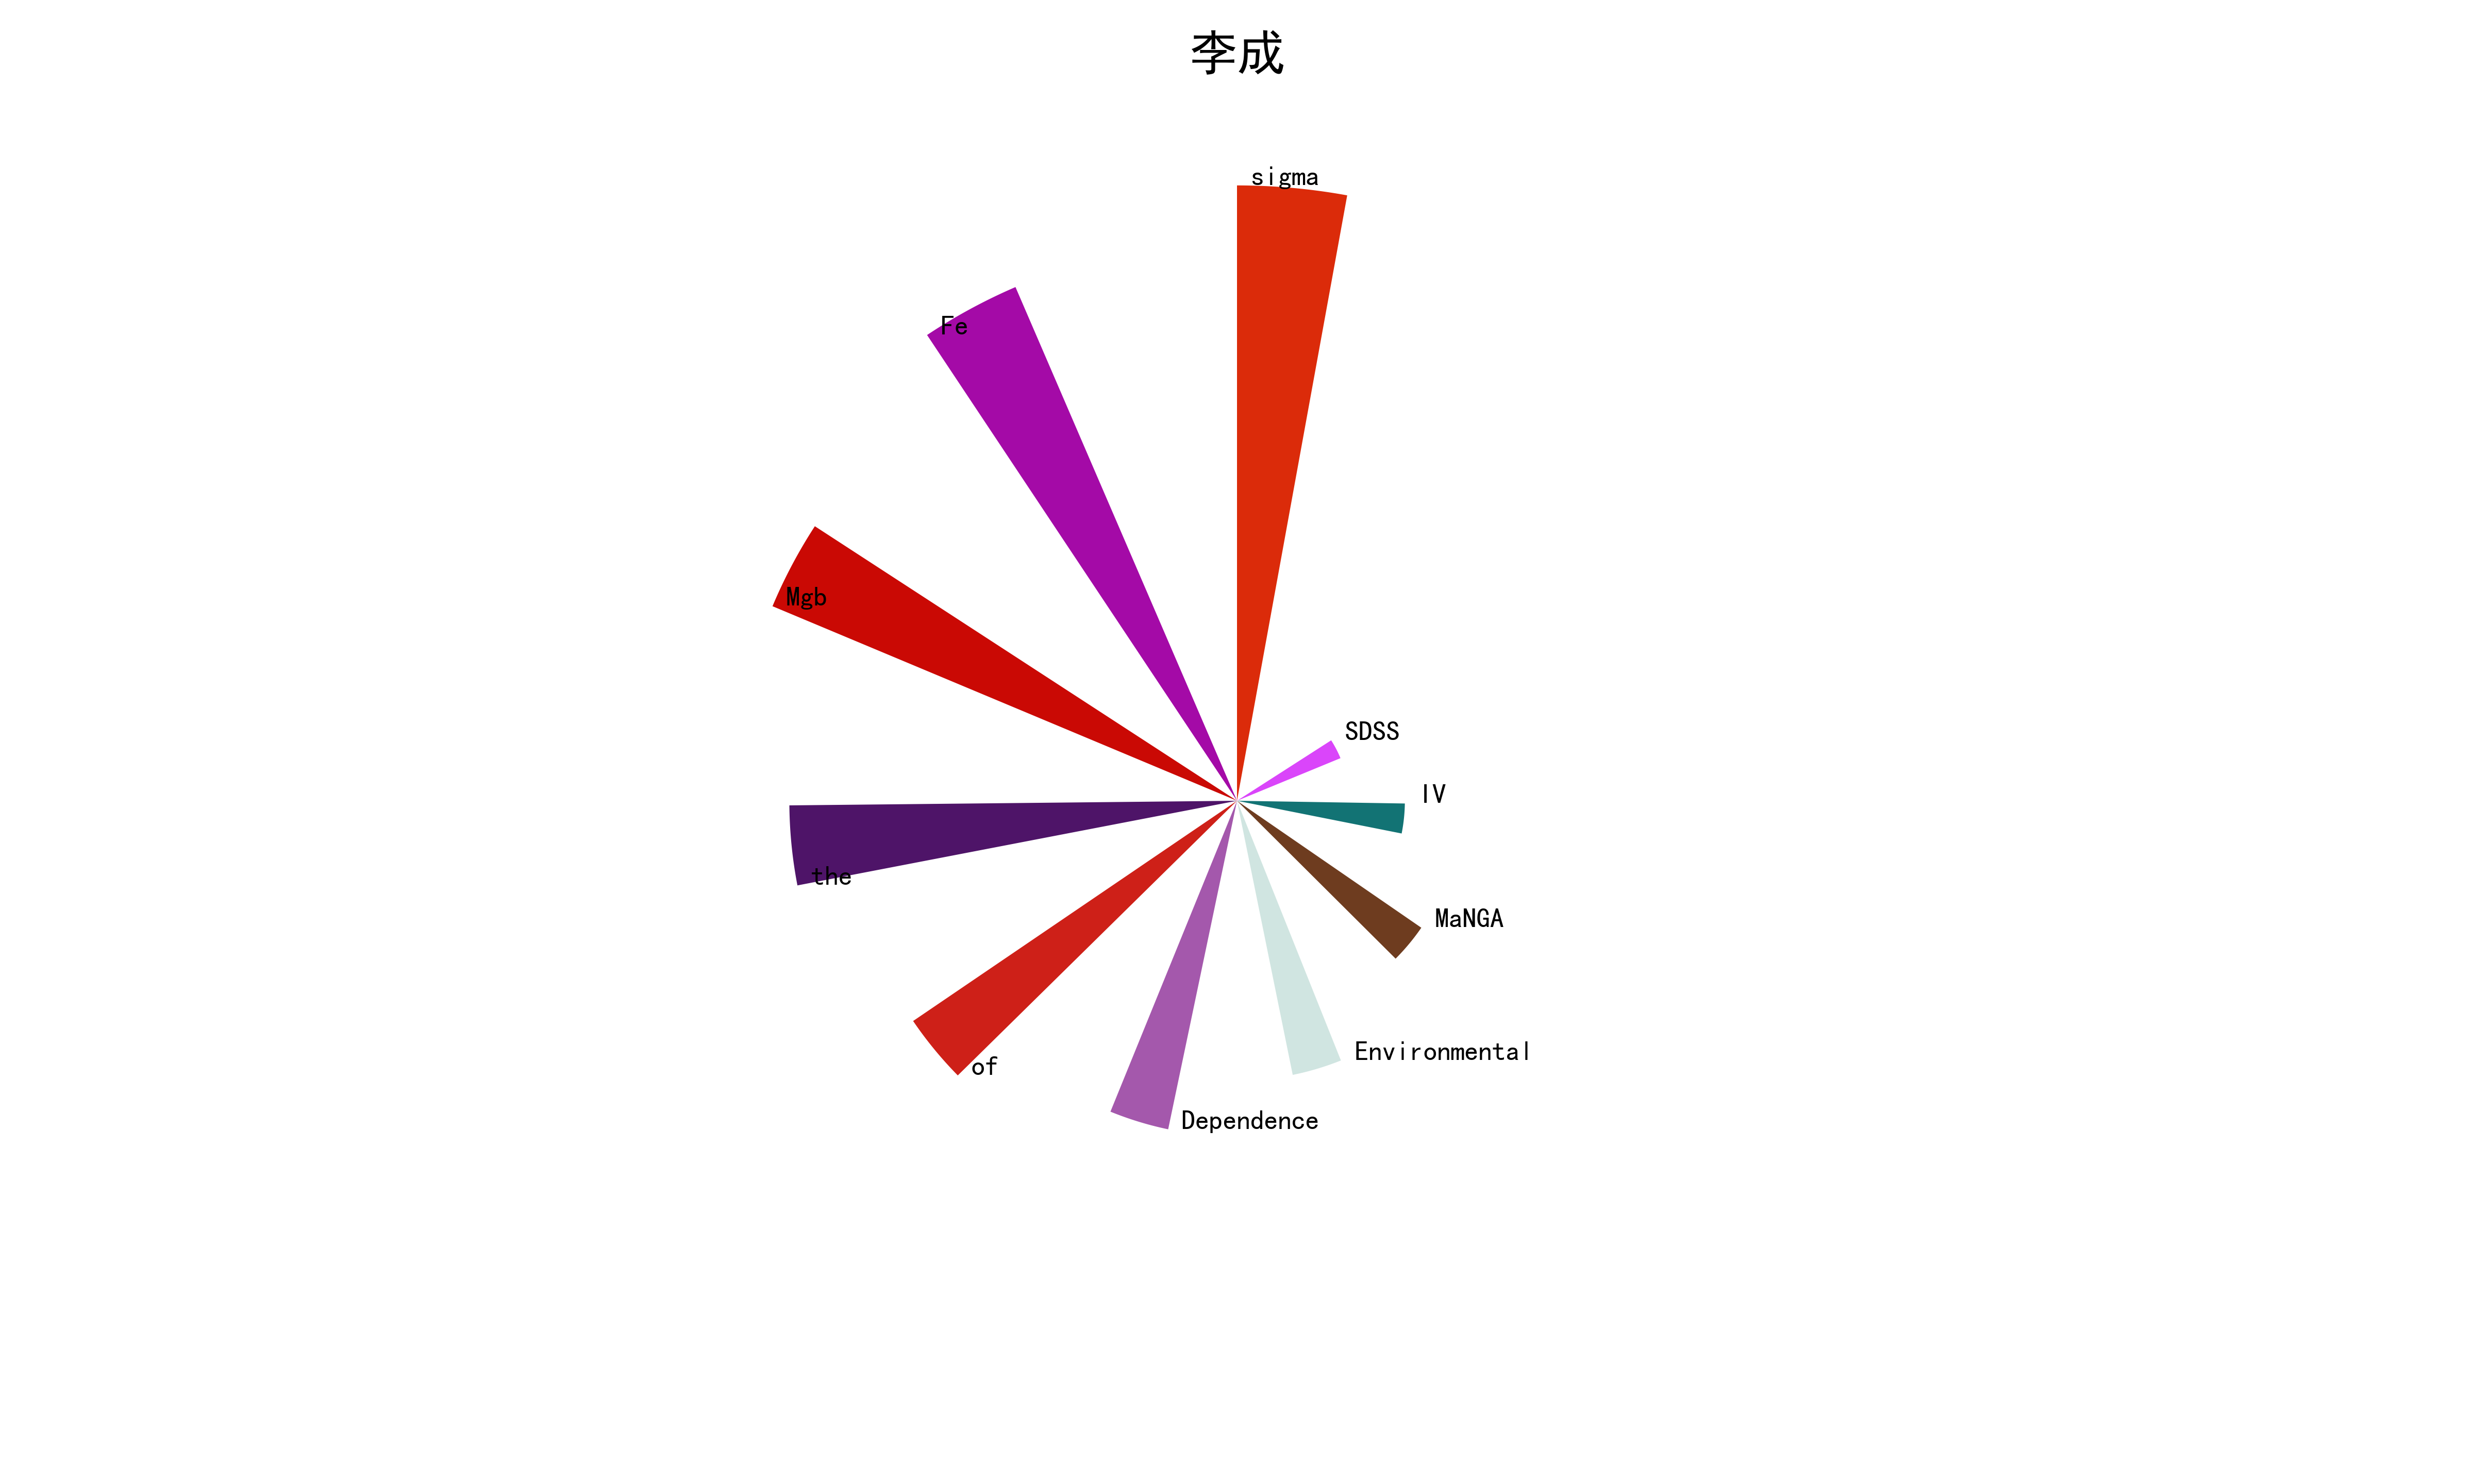 李成
sigma
Fe
Mgb
SDSS
IV
the
MaNGA
Environmental
of
Dependence